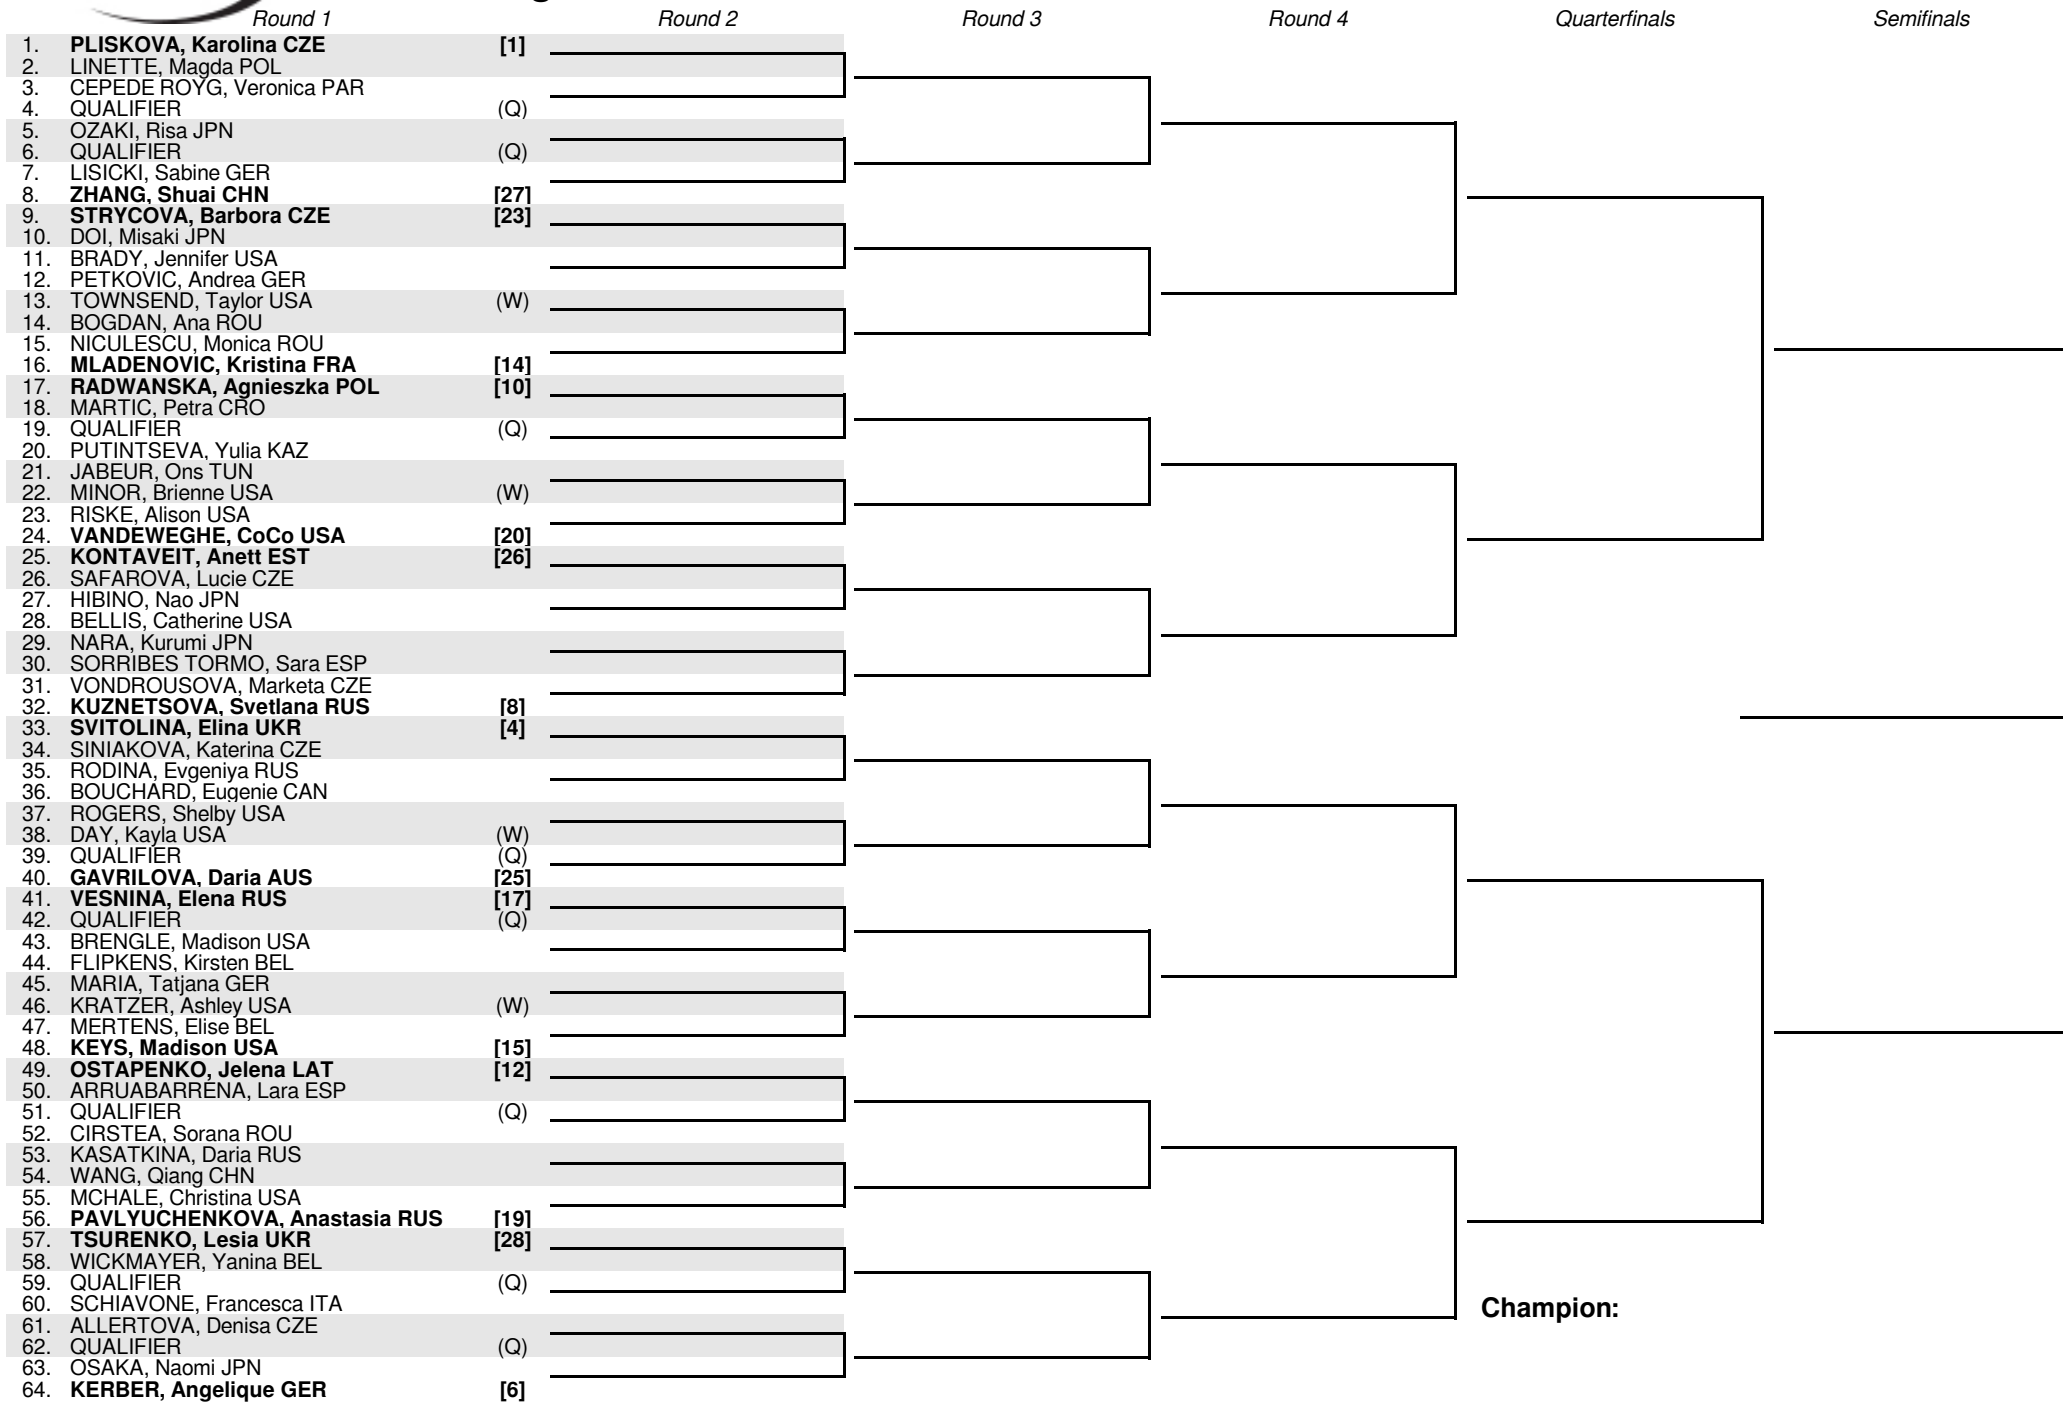 Round 1 Round 2 Round 3 Round 4 Quarterfinals Semifinals
1. PLISKOVA, Karolina CZE [1]
2. LINETTE, Magda POL
3. CEPEDE ROYG, Veronica PAR
4. QUALIFIER (Q)
5. OZAKI, Risa JPN
6. QUALIFIER (Q)
7. LISICKI, Sabine GER
8. ZHANG, Shuai CHN [27]
9. STRYCOVA, Barbora CZE [23]
10. DOI, Misaki JPN
11. BRADY, Jennifer USA
12. PETKOVIC, Andrea GER
13. TOWNSEND, Taylor USA (W)
14. BOGDAN, Ana ROU
15. NICULESCU, Monica ROU
16. MLADENOVIC, Kristina FRA [14]
17. RADWANSKA, Agnieszka POL [10]
18. MARTIC, Petra CRO
19. QUALIFIER (Q)
20. PUTINTSEVA, Yulia KAZ
21. JABEUR, Ons TUN
22. MINOR, Brienne USA (W)
23. RISKE, Alison USA
24. VANDEWEGHE, CoCo USA [20]
25. KONTAVEIT, Anett EST [26]
26. SAFAROVA, Lucie CZE
27. HIBINO, Nao JPN
28. BELLIS, Catherine USA
29. NARA, Kurumi JPN
30. SORRIBES TORMO, Sara ESP
31. VONDROUSOVA, Marketa CZE
32. KUZNETSOVA, Svetlana RUS [8]
33. SVITOLINA, Elina UKR [4]
34. SINIAKOVA, Katerina CZE
35. RODINA, Evgeniya RUS
36. BOUCHARD, Eugenie CAN
37. ROGERS, Shelby USA
38. DAY, Kayla USA (W)
39. QUALIFIER (Q)
40. GAVRILOVA, Daria AUS [25]
41. VESNINA, Elena RUS [17]
42. QUALIFIER (Q)
43. BRENGLE, Madison USA
44. FLIPKENS, Kirsten BEL
45. MARIA, Tatjana GER
46. KRATZER, Ashley USA (W)
47. MERTENS, Elise BEL
48. KEYS, Madison USA [15]
49. OSTAPENKO, Jelena LAT [12]
50. ARRUABARRENA, Lara ESP
51. QUALIFIER (Q)
52. CIRSTEA, Sorana ROU
53. KASATKINA, Daria RUS
54. WANG, Qiang CHN
55. MCHALE, Christina USA
56. PAVLYUCHENKOVA, Anastasia RUS [19]
57. TSURENKO, Lesia UKR [28]
58. WICKMAYER, Yanina BEL
59. QUALIFIER (Q)
60. SCHIAVONE, Francesca ITA
Champion:
61. ALLERTOVA, Denisa CZE
62. QUALIFIER (Q)
63. OSAKA, Naomi JPN
64. KERBER, Angelique GER [6]